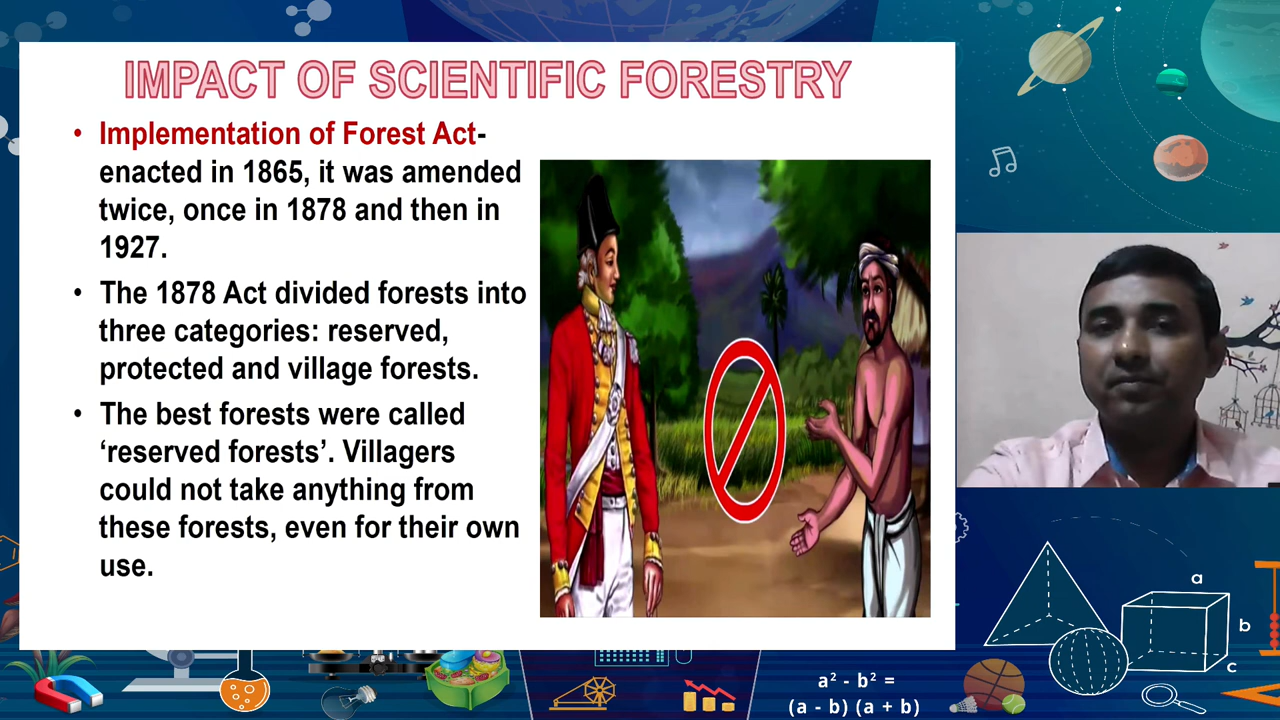 IMPACT OF SCIENTIFIC FORESTRY
• Implementation of Forest Act-
enacted in 1865, it was amended
twice, once in 1878 and then in
1927.
• The 1878 Act divided forests into
three categories: reserved,
protected and village forests.
• The best forests were called
‘reserved forests’. Villagers
could not take anything from
these forests, even for their own
use.
a
b
c
a² - b² =
(a - b) (a + b)